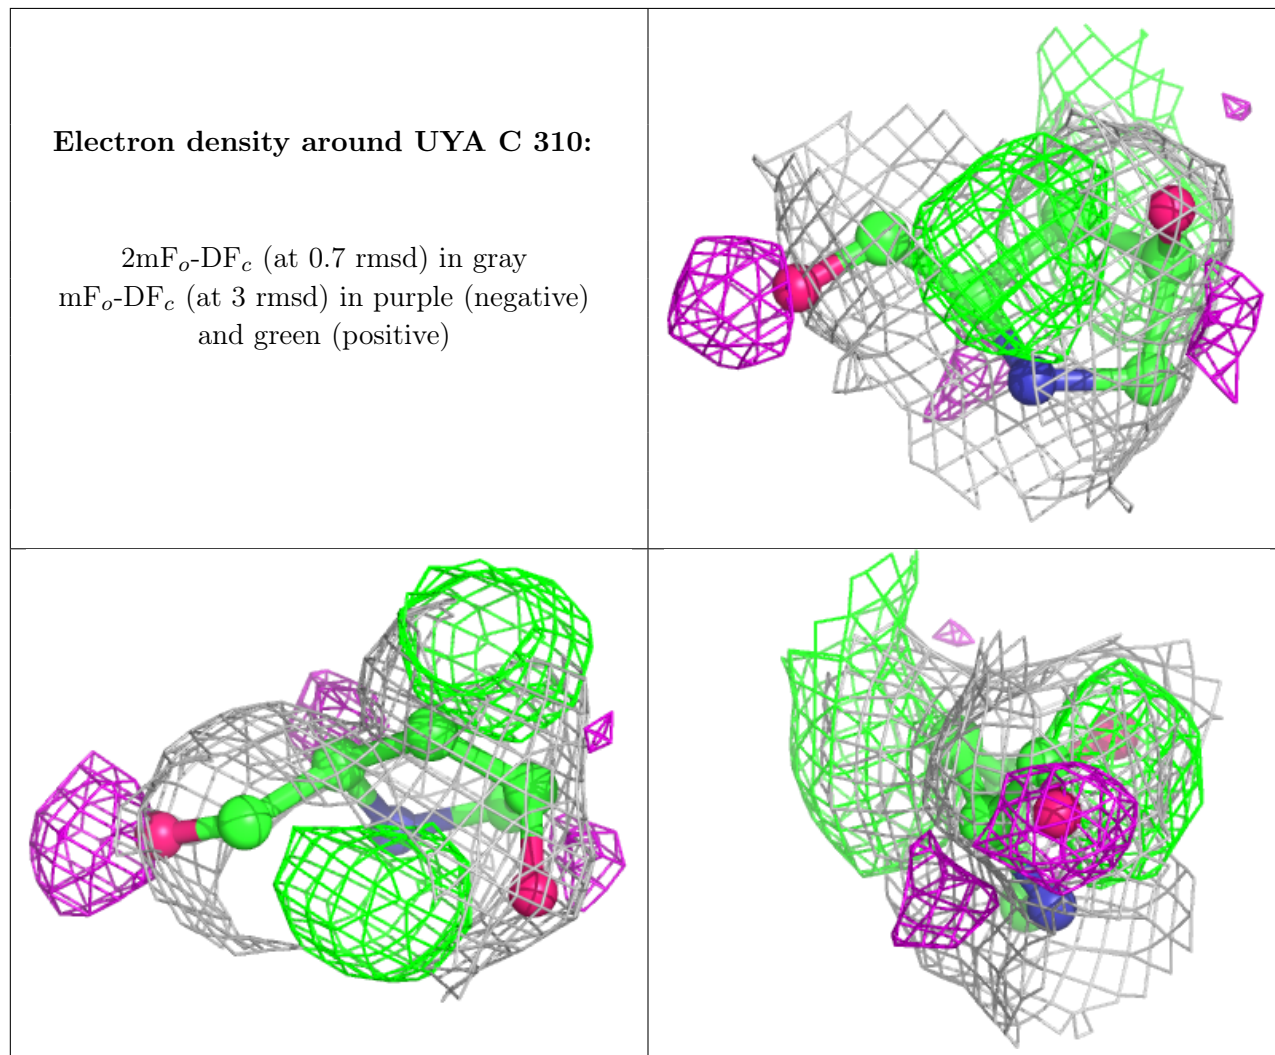 Electron density around UYA C 310:
2mFo-DFc (at 0.7 rmsd) in gray
mFo-DFc (at 3 rmsd) in purple (negative)
and green (positive)